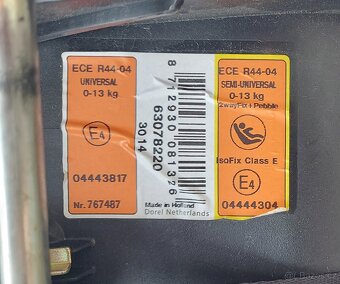 ECE R44-04
UNIVERSAL
0-13 kg
E4
04443817
Nr. 767487
8 712930 081326
63078220
3014
Made in Holland
Dorel Netherlands
ECE R44-04
SEMI-UNIVERSAL
0-13 kg
2wayFix + Pebble
IsoFix Class E
E4
04444304